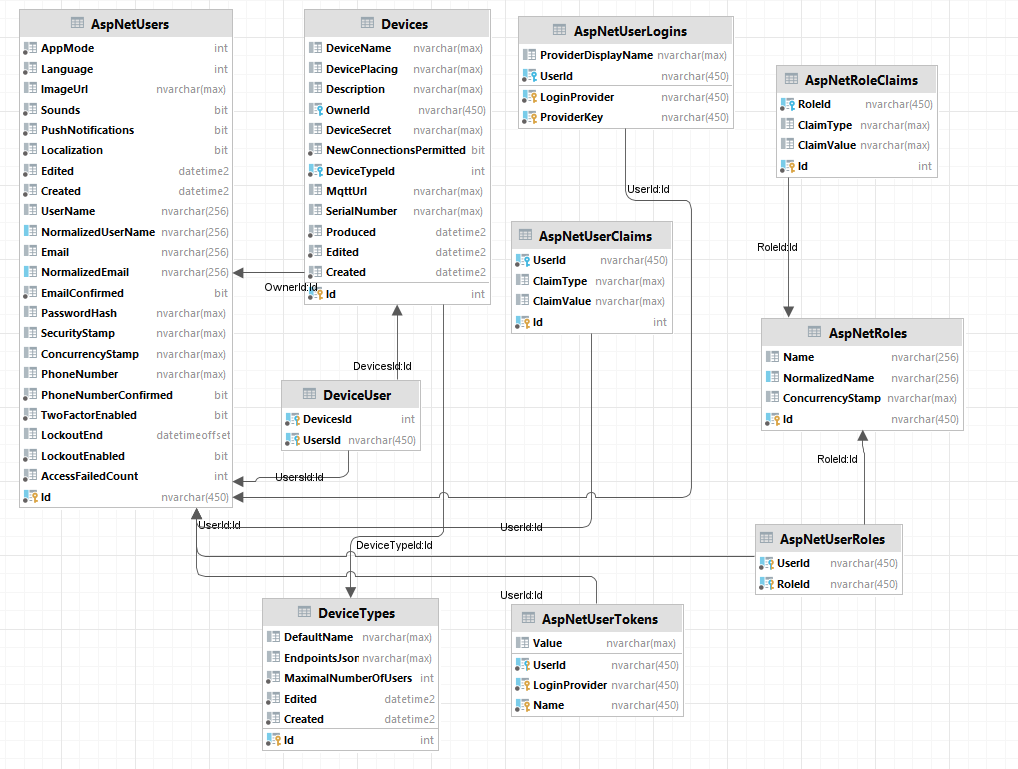 AspNetUsers
AppMode int
Language int
ImageUrl nvarchar(max)
Sounds bit
PushNotifications bit
Localization bit
Edited datetime2
Created datetime2
UserName nvarchar(256)
NormalizedUserName nvarchar(256)
Email nvarchar(256)
NormalizedEmail nvarchar(256)
EmailConfirmed bit
PasswordHash nvarchar(max)
SecurityStamp nvarchar(max)
ConcurrencyStamp nvarchar(max)
PhoneNumber nvarchar(max)
PhoneNumberConfirmed bit
TwoFactorEnabled bit
LockoutEnd datetimeoffset
LockoutEnabled bit
AccessFailedCount int
Id nvarchar(450)
Devices
DeviceName nvarchar(max)
DevicePlacing nvarchar(max)
Description nvarchar(max)
OwnerId nvarchar(450)
DeviceSecret nvarchar(max)
NewConnectionsPermitted bit
DeviceTypeId int
MqttUrl nvarchar(max)
SerialNumber nvarchar(max)
Produced datetime2
Edited datetime2
Created datetime2
Id int
OwnerId:Id
DevicesId:Id
DeviceUser
DevicesId int
UsersId nvarchar(450)
UsersId:Id
AspNetUserLogins
ProviderDisplayName nvarchar(max)
UserId nvarchar(450)
LoginProvider nvarchar(450)
ProviderKey nvarchar(450)
UserId:Id
AspNetUserClaims
UserId nvarchar(450)
ClaimType nvarchar(max)
ClaimValue nvarchar(max)
Id int
AspNetRoleClaims
RoleId nvarchar(450)
ClaimType nvarchar(max)
ClaimValue nvarchar(max)
Id int
RoleId:Id
AspNetRoles
Name nvarchar(256)
NormalizedName nvarchar(256)
ConcurrencyStamp nvarchar(max)
Id nvarchar(450)
RoleId:Id
UserId:Id
UserId:Id
DeviceTypeId:Id
AspNetUserRoles
UserId nvarchar(450)
RoleId nvarchar(450)
DeviceTypes
DefaultName nvarchar(max)
EndpointsJson nvarchar(max)
MaximalNumberOfUsers int
Edited datetime2
Created datetime2
Id int
UserId:Id
AspNetUserTokens
Value nvarchar(max)
UserId nvarchar(450)
LoginProvider nvarchar(450)
Name nvarchar(450)